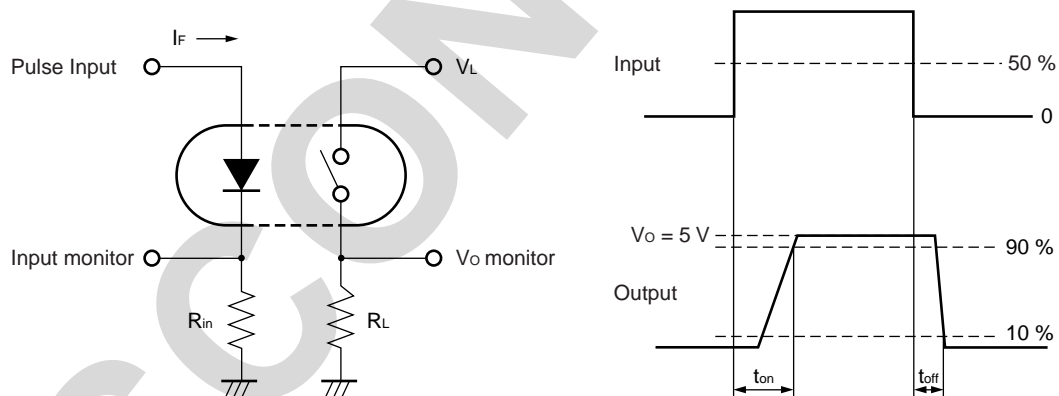 IF
Pulse Input
VL
Input monitor
VO monitor
Rin
RL
Input
50 %
0
VO = 5 V
90 %
Output
10 %
ton
toff